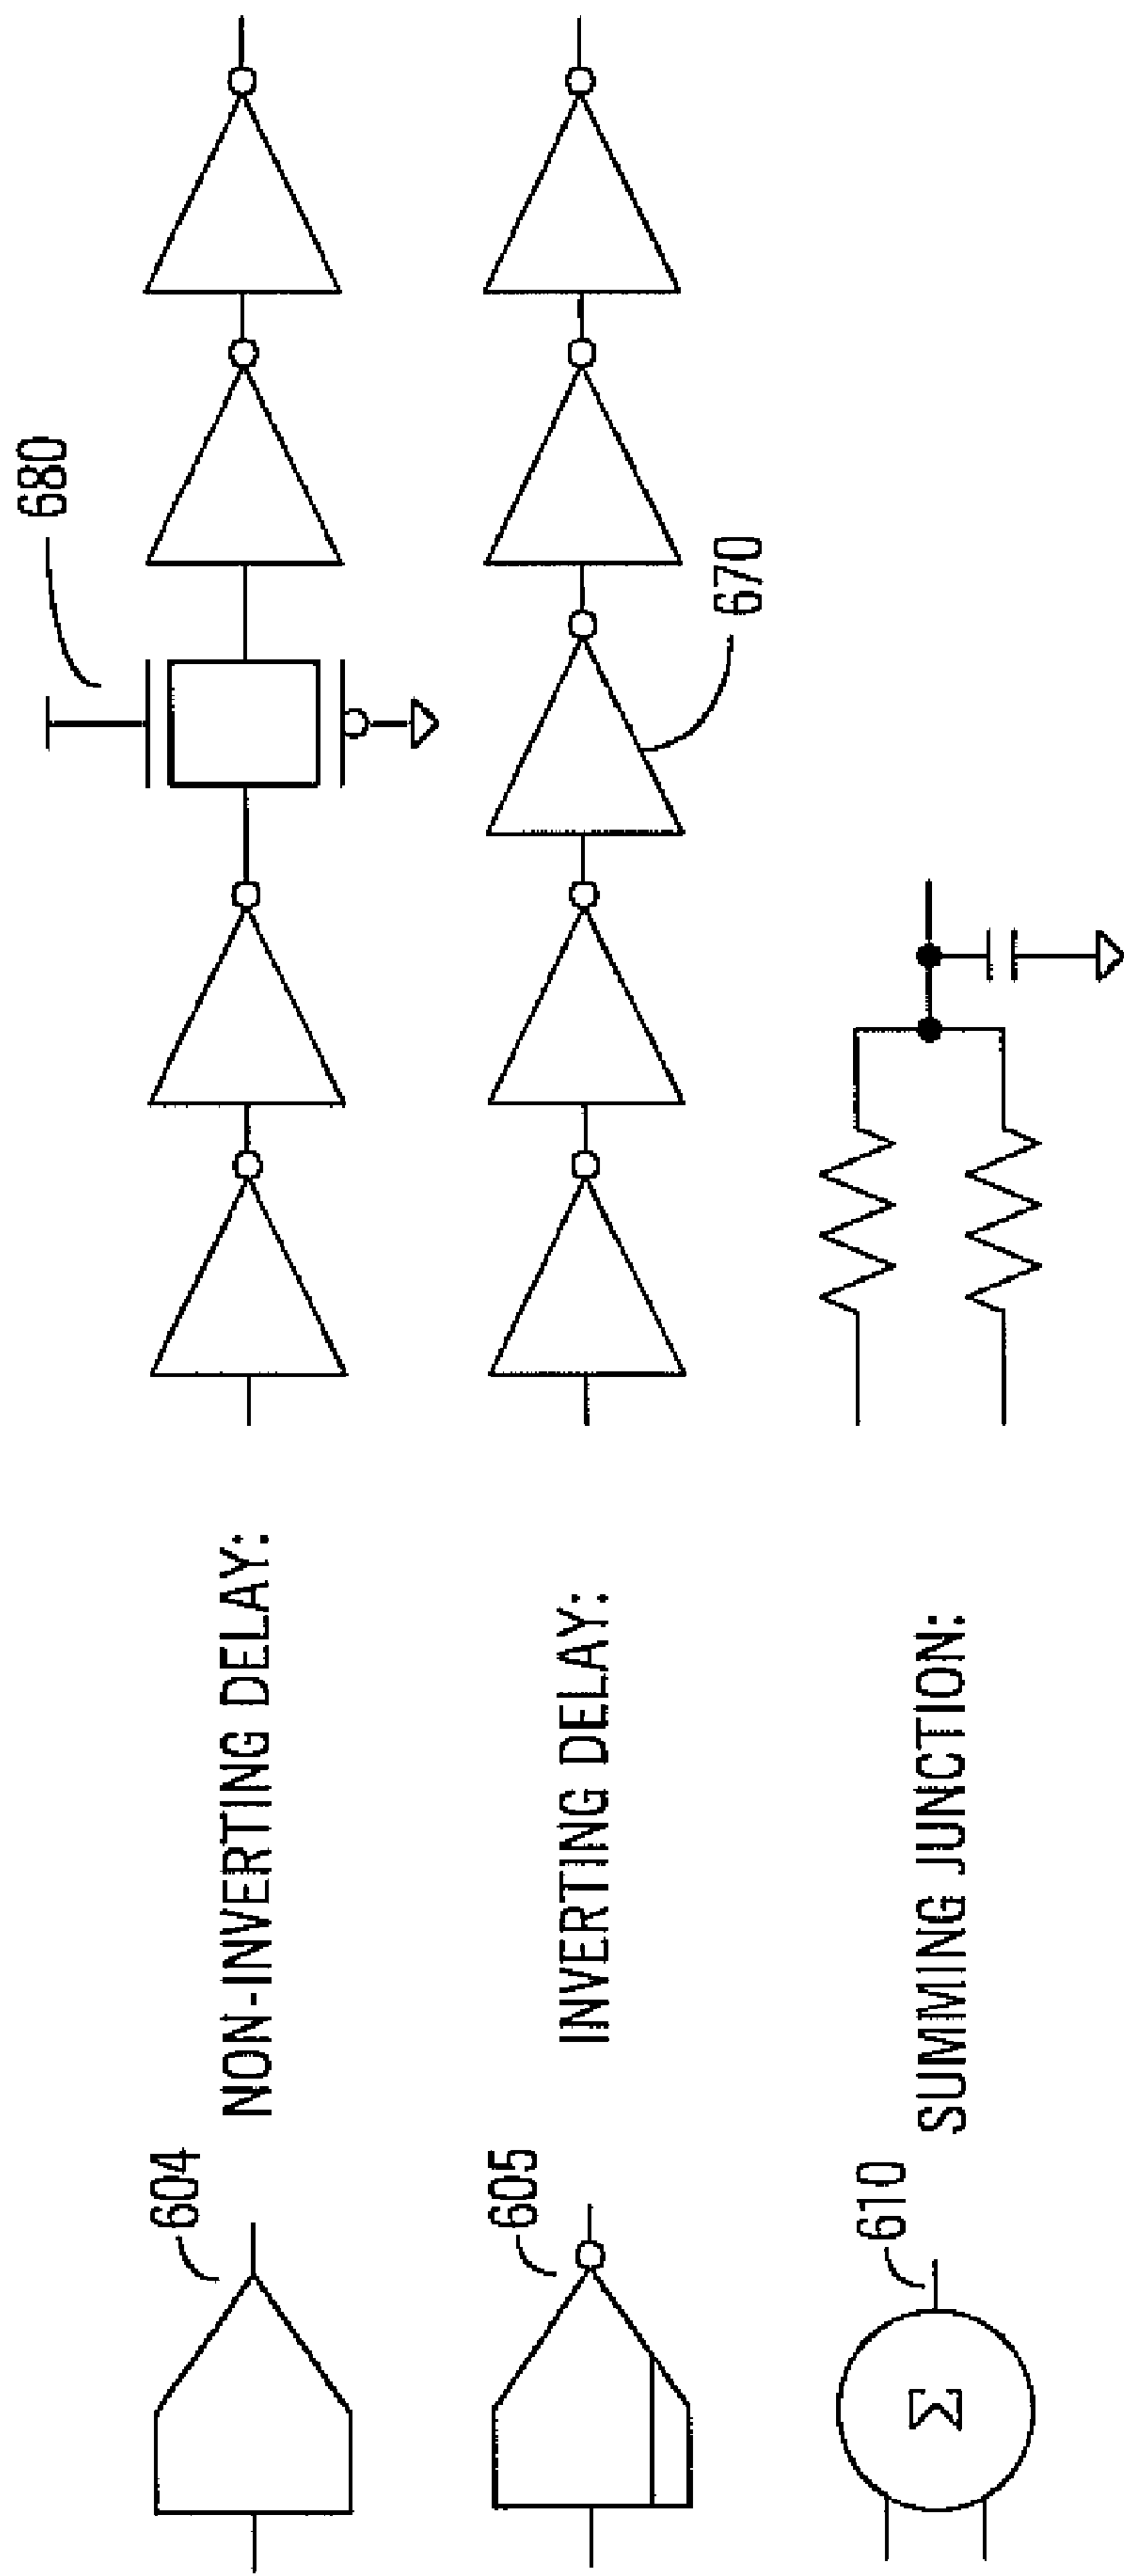 604
NON-INVERTING DELAY:
680
605
INVERTING DELAY:
670
610
Σ
SUMMING JUNCTION: